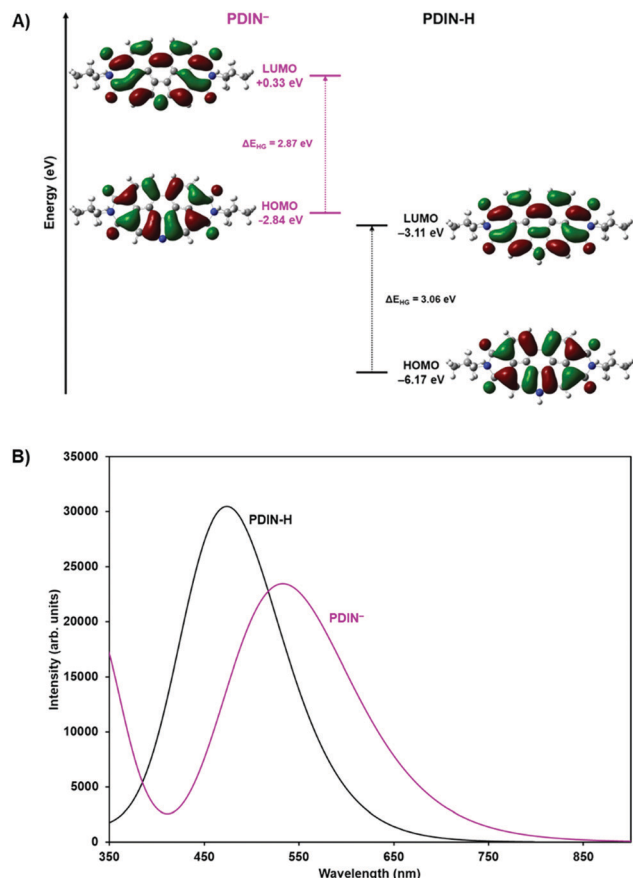 A)
PDIN⁻
PDIN-H
Energy (eV)
LUMO
+0.33 eV
ΔE_HG = 2.87 eV
HOMO
-2.84 eV
LUMO
–3.11 eV
ΔE_HG = 3.06 eV
HOMO
–6.17 eV
B)
35000
30000
25000
20000
15000
10000
5000
0
Intensity (arb. units)
PDIN-H
PDIN⁻
350
450
550
650
750
850
Wavelength (nm)